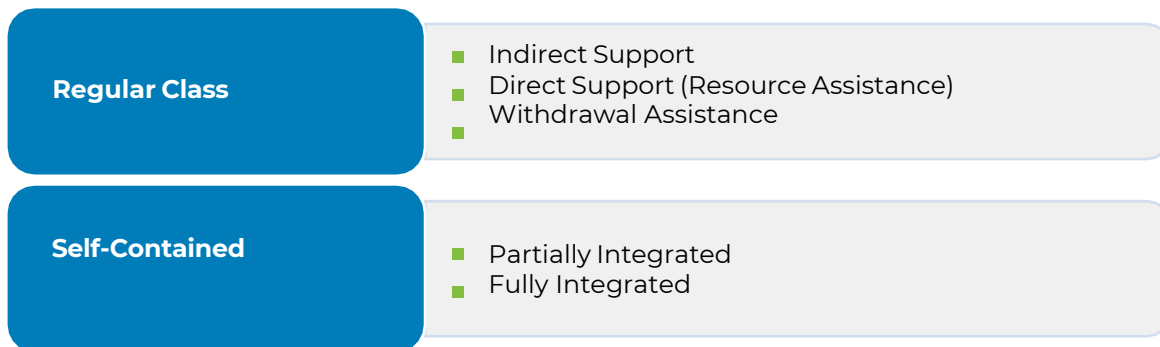 Regular Class
Indirect Support
Direct Support (Resource Assistance)
Withdrawal Assistance
Self-Contained
Partially Integrated
Fully Integrated